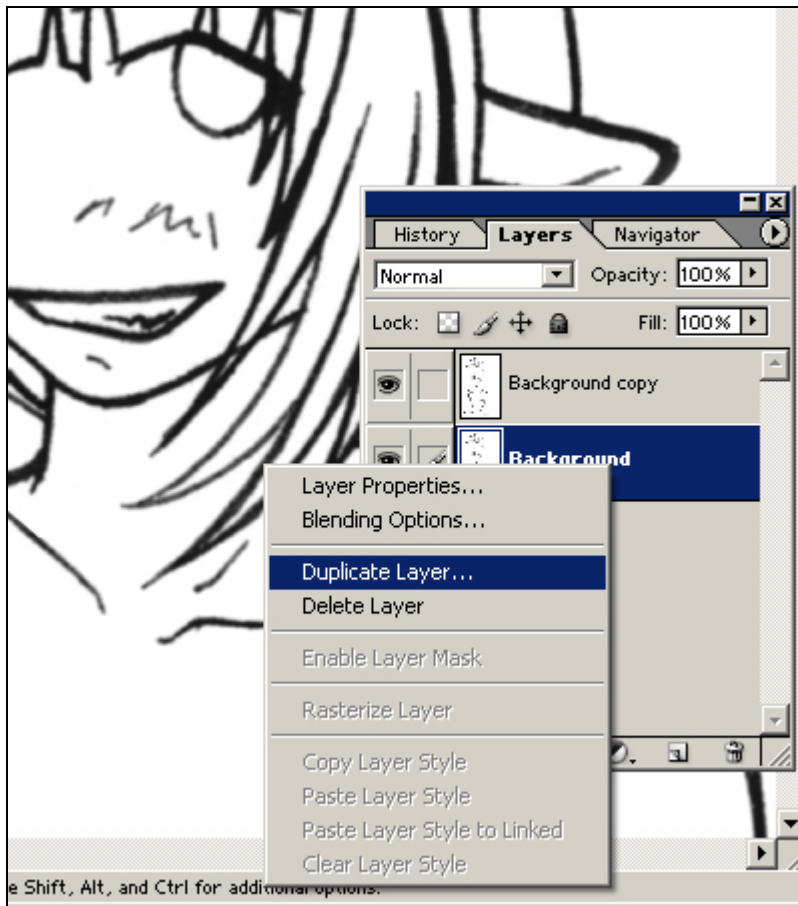 History Layers Navigator
Normal Opacity: 100%
Lock: Fill: 100%
Background copy
Background
Layer Properties...
Blending Options...
Duplicate Layer...
Delete Layer
Enable Layer Mask
Rasterize Layer
Copy Layer Style
Paste Layer Style
Paste Layer Style to Linked
Clear Layer Style
e Shift, Alt, and Ctrl for additional options.